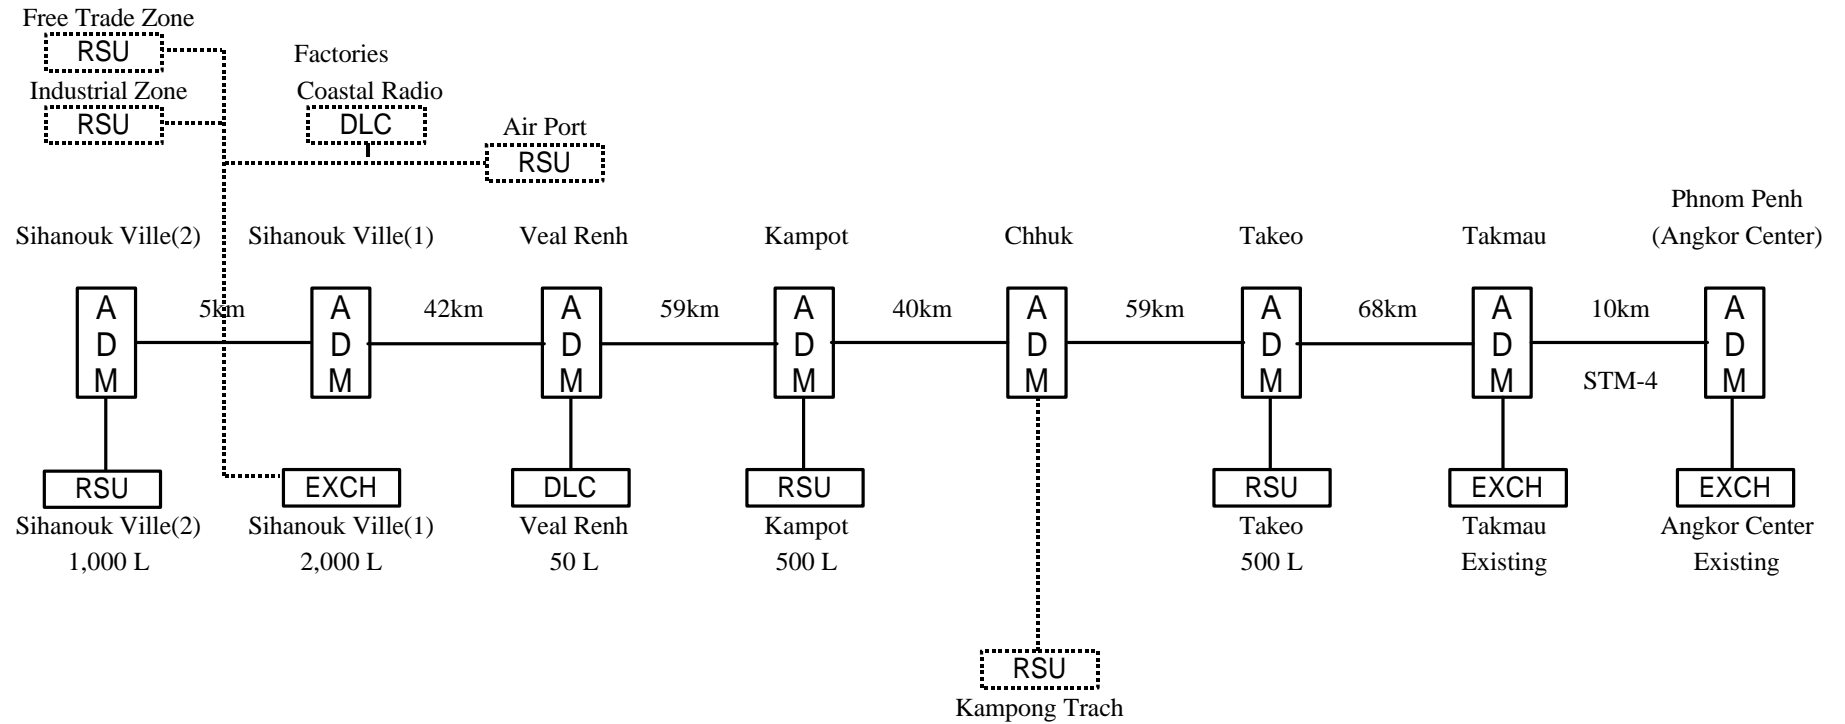 Free Trade Zone
RSU
Factories
Industrial Zone
Coastal Radio
RSU
DLC
Air Port
RSU
Phnom Penh
Sihanouk Ville(2) Sihanouk Ville(1) Veal Renh Kampot Chhuk Takeo Takmau (Angkor Center)
A A A A A A A A
5km 42km 59km 40km 59km 68km 10km
D D D D D D D D
M M M M M M M M
STM-4
RSU EXCH DLC RSU RSU EXCH EXCH
Sihanouk Ville(2) Sihanouk Ville(1) Veal Renh Kampot Takeo Takmau Angkor Center
1,000 L 2,000 L 50 L 500 L 500 L Existing Existing
RSU
Kampong Trach